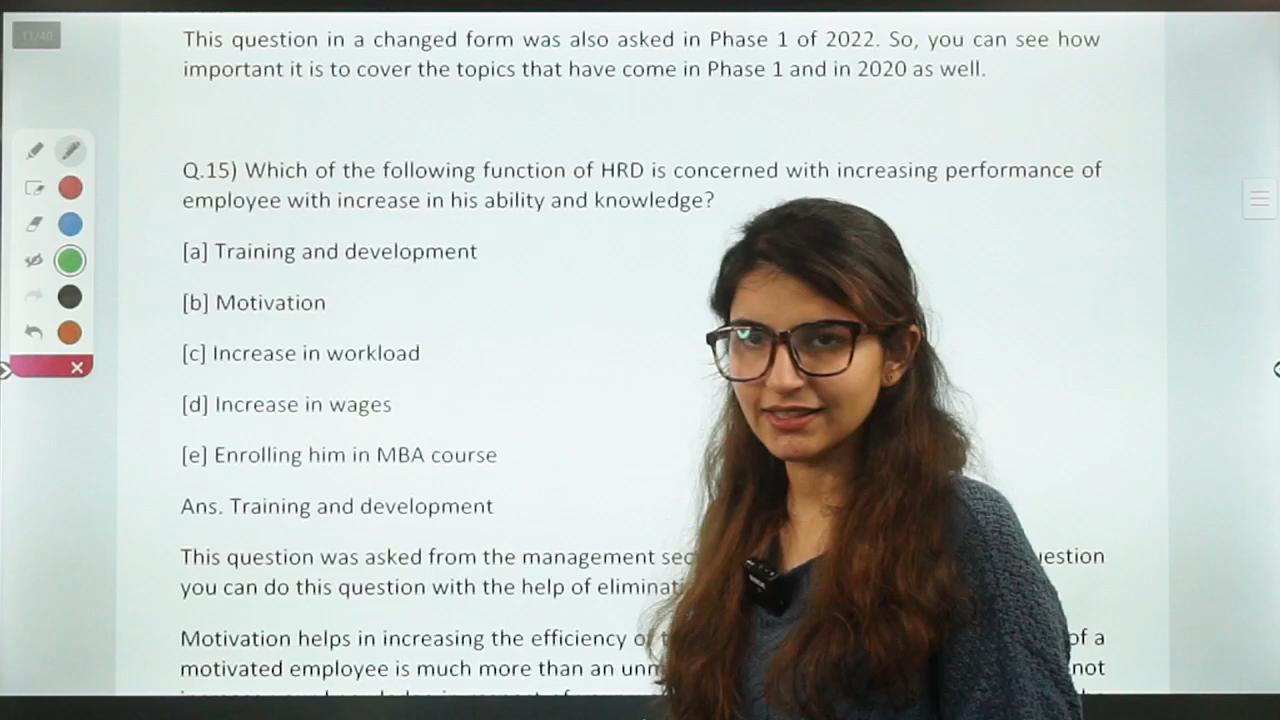 11/40
This question in a changed form was also asked in Phase 1 of 2022. So, you can see how
important it is to cover the topics that have come in Phase 1 and in 2020 as well.
Q.15) Which of the following function of HRD is concerned with increasing performance of
employee with increase in his ability and knowledge?
[a] Training and development
[b] Motivation
[c] Increase in workload
[d] Increase in wages
[e] Enrolling him in MBA course
Ans. Training and development
This question was asked from the management
you can do this question with the help of
Motivation helps in increasing the efficiency of a
motivated employee is much more than an not